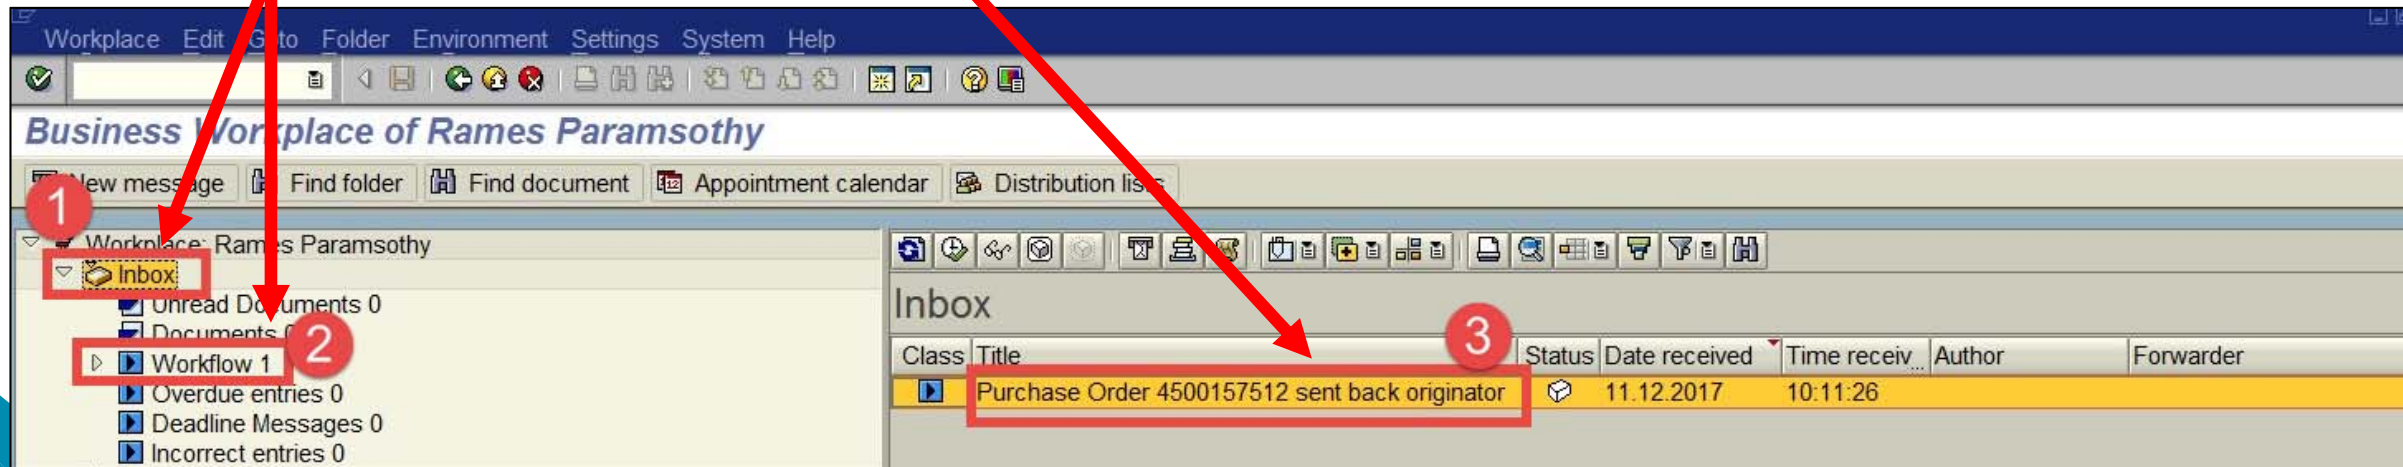 Workplace Edit Goto Folder Environment Settings System Help
Business Workplace of Rames Paramsothy
New message Find folder Find document Appointment calendar Distribution lists
1
Workplace: Rames Paramsothy
Inbox
Unread Documents 0
Documents 0
Workflow 1
2
Overdue entries 0
Deadline Messages 0
Incorrect entries 0
Inbox
3
Class Title Status Date received Time receiv... Author Forwarder
Purchase Order 4500157512 sent back originator 11.12.2017 10:11:26